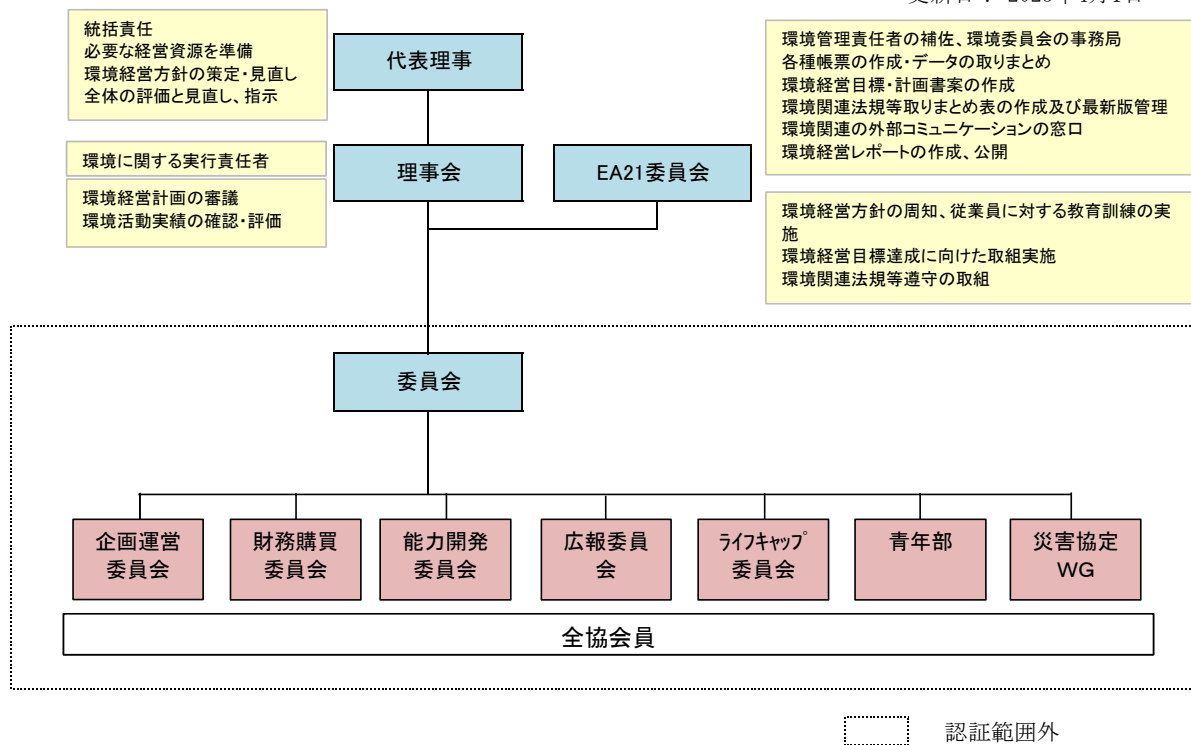 統括責任
必要な経営資源を準備
環境経営方針の策定・見直し
全体の評価と見直し、指示
代表理事
環境管理責任者の補佐、環境委員会の事務局
各種帳票の作成・データの取りまとめ
環境経営目標・計画書案の作成
環境関連法規等取りまとめ表の作成及び最新版管理
環境関連の外部コミュニケーションの窓口
環境経営レポートの作成、公開
環境に関する実行責任者
環境経営計画の審議
環境活動実績の確認・評価
理事会
EA21委員会
環境経営方針の周知、従業員に対する教育訓練の実
施
環境経営目標達成に向けた取組実施
環境関連法規等遵守の取組
委員会
企画運営
委員会
財務購買
委員会
能力開発
委員会
広報委員
会
ﾗｲﾌｷｬｯﾌﾟ
委員会
青年部
災害協定
WG
全協会員
認証範囲外